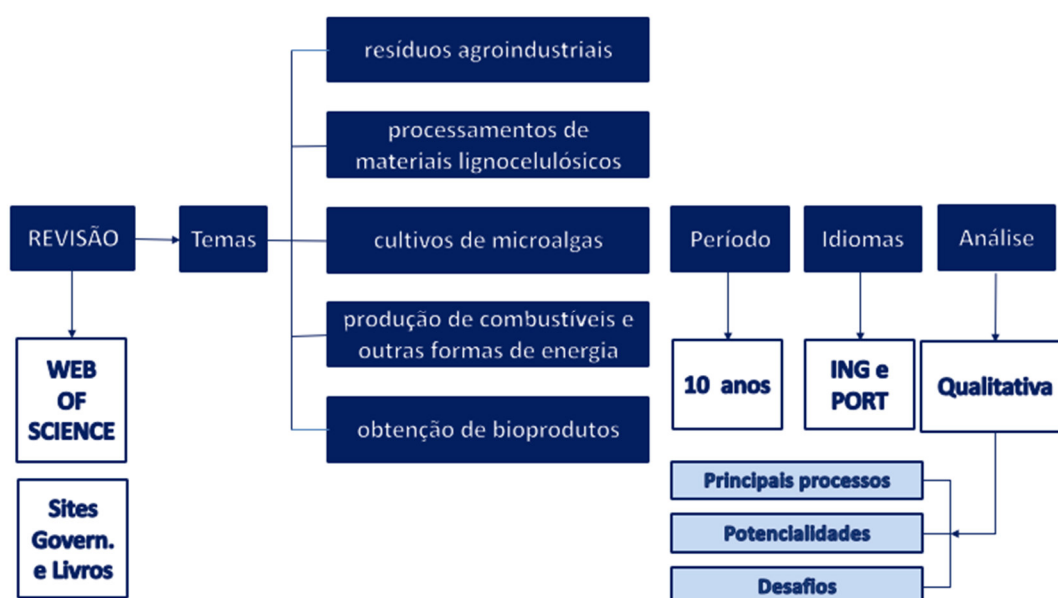 REVISÃO
WEB
OF
SCIENCE
Sites
Govern.
e Livros
Temas
resíduos agroindustriais
processamentos de
materiais lignocelulósicos
cultivos de microalgas
produção de combustíveis e
outras formas de energia
obtenção de bioprodutos
Período
10 anos
Idiomas
ING e
PORT
Análise
Qualitativa
Principais processos
Potencialidades
Desafios